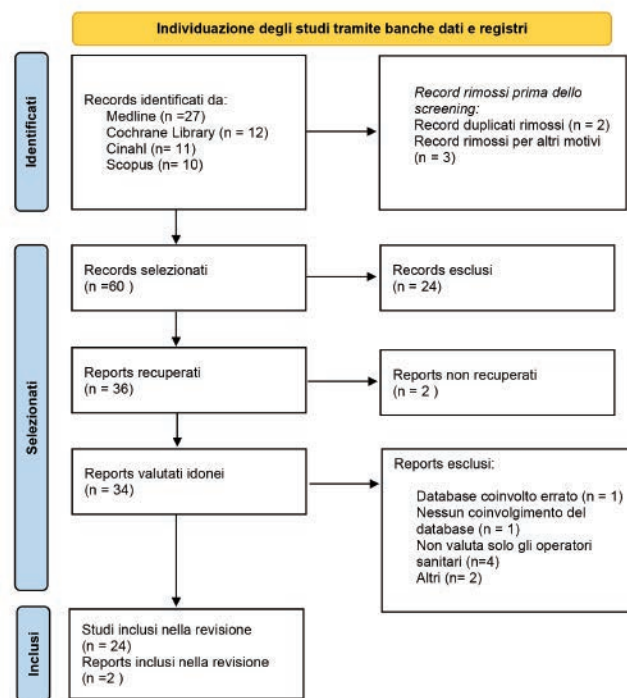 Individuazione degli studi tramite banche dati e registri
Identificati
Records identificati da:
Medline (n =27)
Cochrane Library (n = 12)
Cinahl (n= 11)
Scopus (n= 10)
Record rimossi prima dello
screening:
Record duplicati rimossi (n = 2)
Record rimossi per altri motivi
(n = 3)
Selezionati
Records selezionati
(n =60 )
Records esclusi
(n = 24)
Reports recuperati
(n = 36)
Reports non recuperati
(n = 2 )
Reports valutati idonei
(n = 34)
Reports esclusi:
Database coinvolto errato (n = 1)
Nessun coinvolgimento del
database (n = 1)
Non valuta solo gli operatori
sanitari (n=4)
Altri (n= 2)
Inclusi
Studi inclusi nella revisione
(n = 24)
Reports inclusi nella revisione
(n =2 )